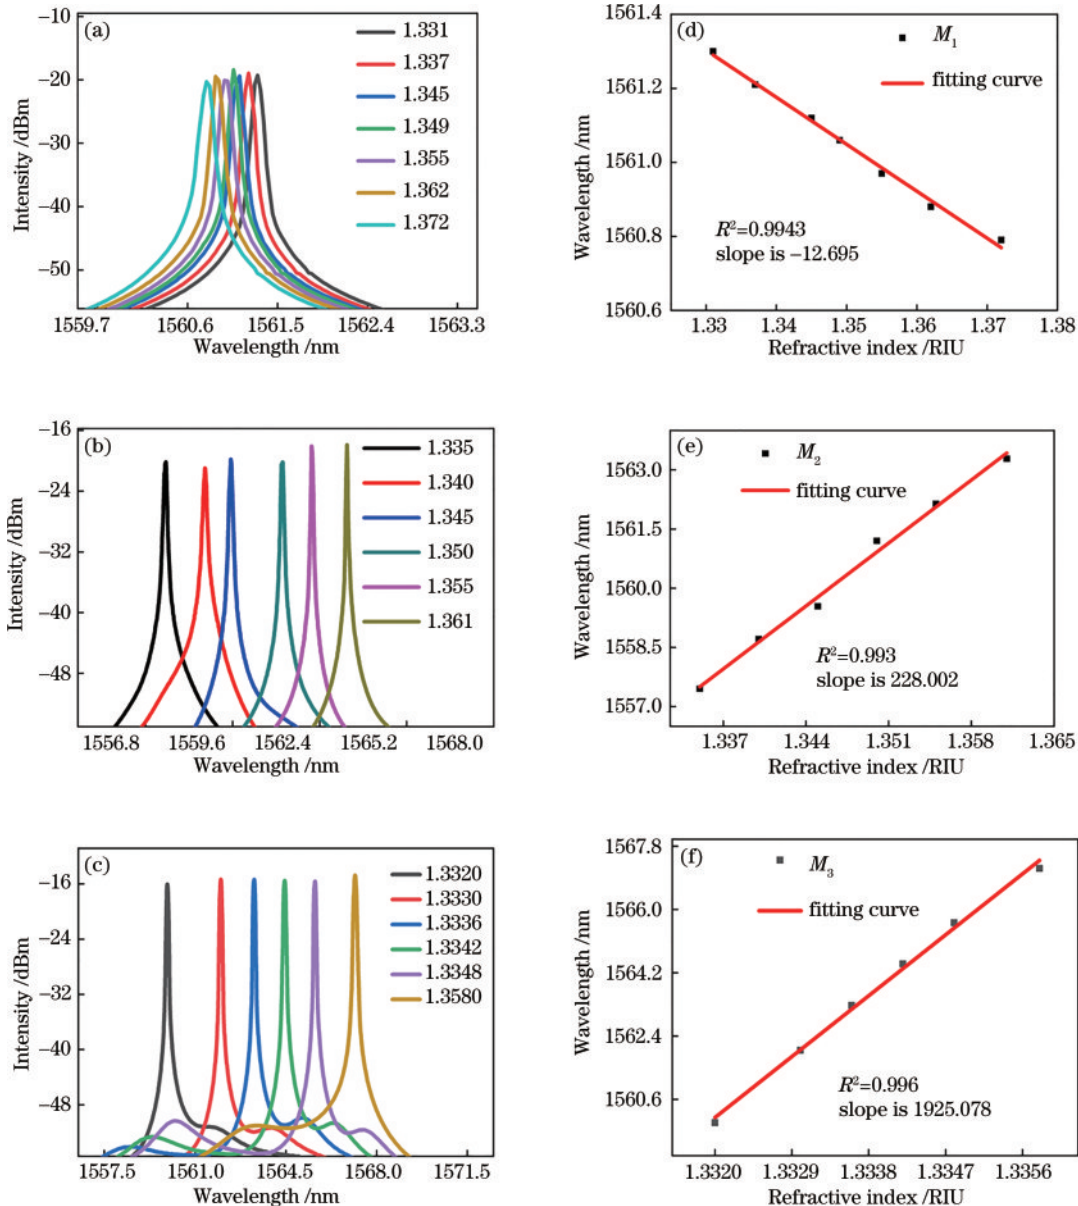 (a)
1.331
1.337
1.345
1.349
1.355
1.362
1.372
−10
−20
−30
−40
−50
Intensity /dBm
1559.7 1560.6 1561.5 1562.4 1563.3
Wavelength /nm
(d)
M1
fitting curve
R²=0.9943
slope is −12.695
1561.4
1561.2
1561.0
1560.8
1560.6
Wavelength /nm
1.33 1.34 1.35 1.36 1.37 1.38
Refractive index /RIU
(b)
1.335
1.340
1.345
1.350
1.355
1.361
−16
−24
−32
−40
−48
Intensity /dBm
1556.8 1559.6 1562.4 1565.2 1568.0
Wavelength /nm
(e)
M2
fitting curve
R²=0.993
slope is 228.002
1563.0
1561.5
1560.0
1558.5
1557.0
Wavelength /nm
1.337 1.344 1.351 1.358 1.365
Refractive index /RIU
(c)
1.3320
1.3330
1.3336
1.3342
1.3348
1.3580
−16
−24
−32
−40
−48
Intensity /dBm
1557.5 1561.0 1564.5 1568.0 1571.5
Wavelength /nm
(f)
M3
fitting curve
R²=0.996
slope is 1925.078
1567.8
1566.0
1564.2
1562.4
1560.6
Wavelength /nm
1.3320 1.3329 1.3338 1.3347 1.3356
Refractive index /RIU